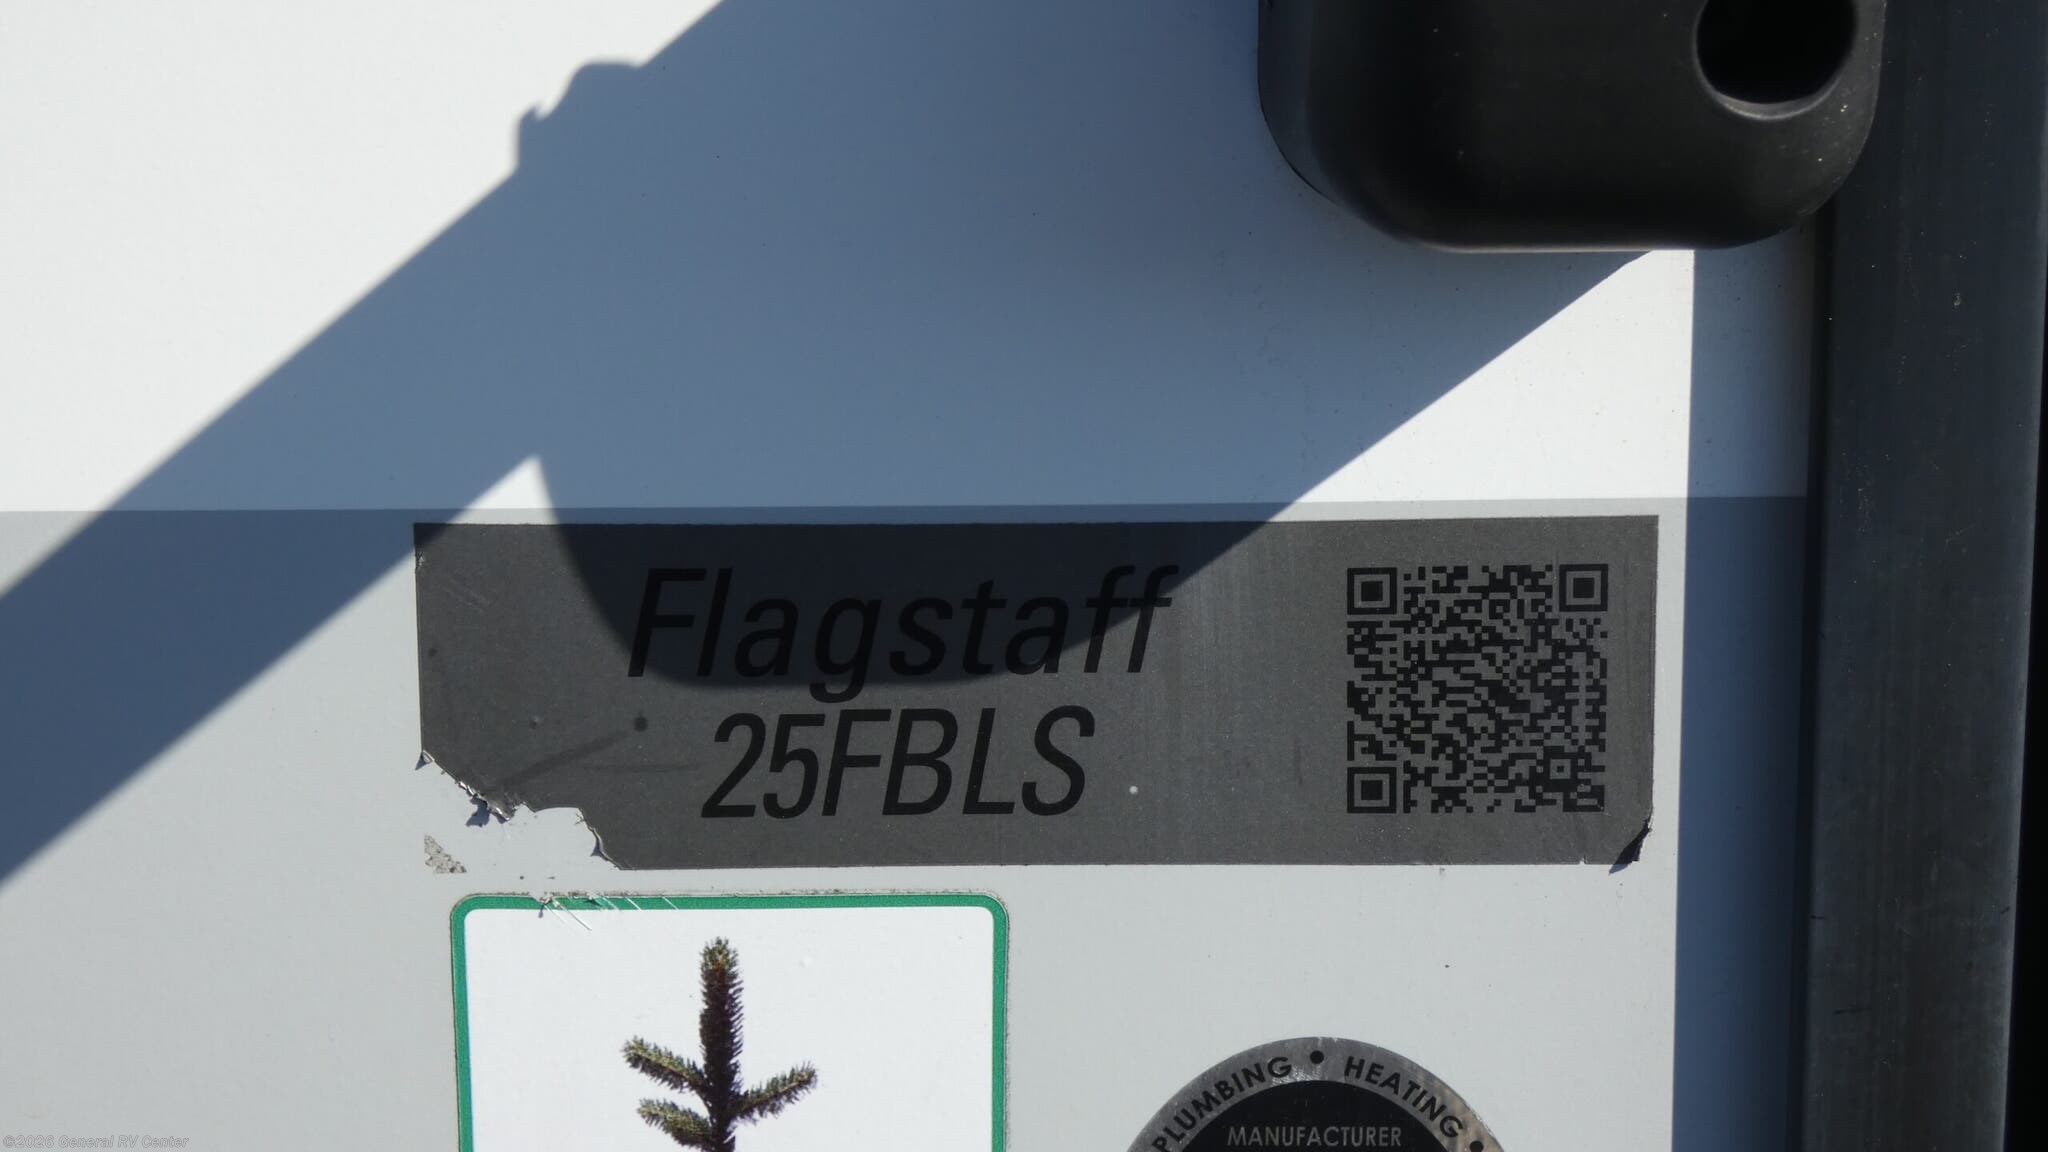 Flagstaff
25FBLS
PLUMBING • HEATING •
MANUFACTURER
©2026 General RV Center